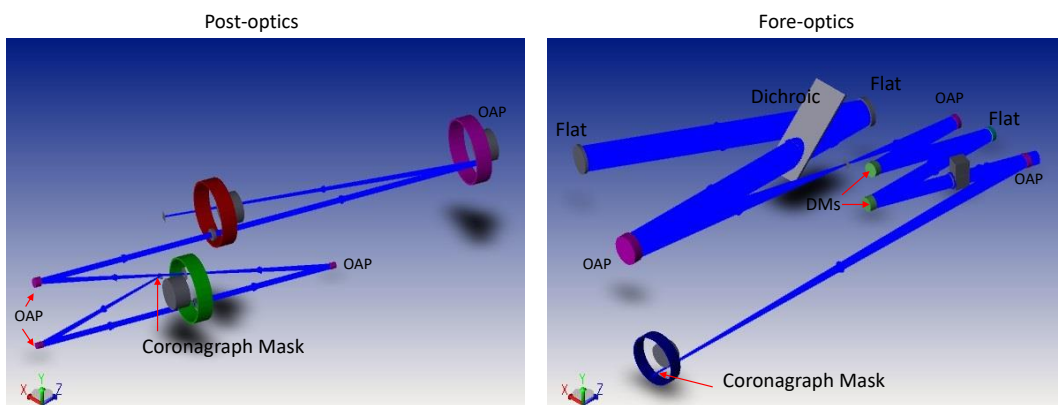 Post-optics
OAP
OAP
OAP
Coronagraph Mask
X
Y
Z
Fore-optics
Flat
Dichroic
OAP
Flat
Flat
DMs
OAP
OAP
Coronagraph Mask
X
Y
Z